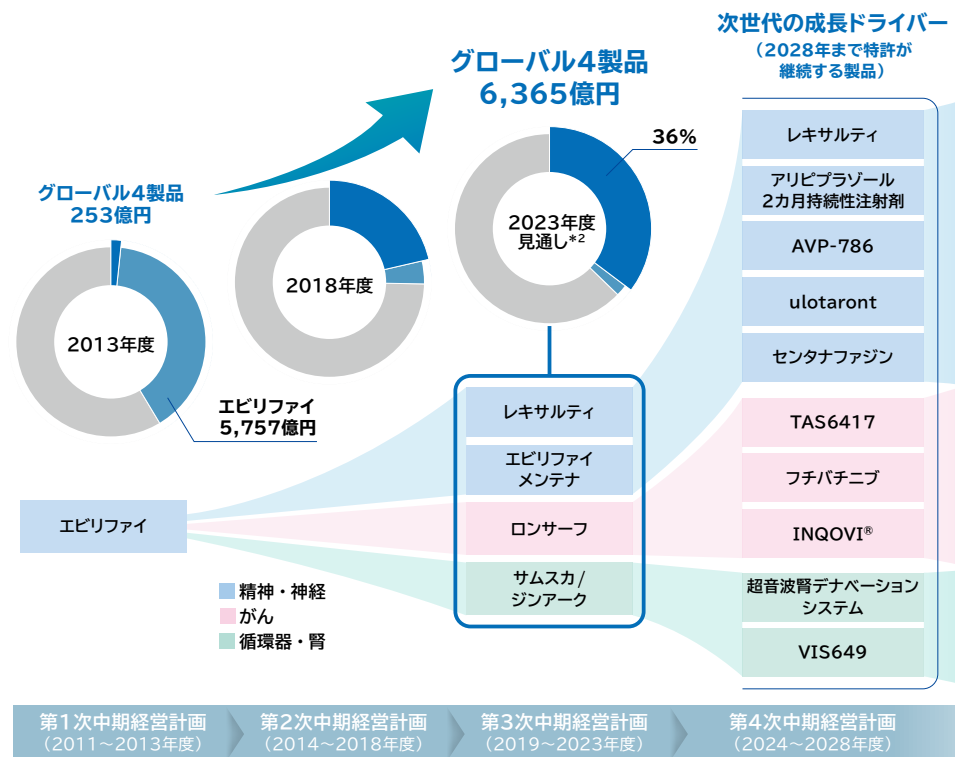 次世代の成長ドライバー
（2028年まで特許が
継続する製品）
グローバル4製品
6,365億円
36%
グローバル4製品
253億円
2013年度
2018年度
2023年度
見通し*2
エビリファイ
5,757億円
エビリファイ
レキサルティ
エビリファイ
メンテナ
ロンサーフ
サムスカ/
ジンアーク
レキサルティ
アリピプラゾール
2カ月持続性注射剤
AVP-786
ulotaront
センタナファジン
TAS6417
フチバチニブ
INQOVI®
超音波腎デナベーション
システム
VIS649
精神・神経
がん
循環器・腎
第1次中期経営計画
（2011～2013年度）
第2次中期経営計画
（2014～2018年度）
第3次中期経営計画
（2019～2023年度）
第4次中期経営計画
（2024～2028年度）